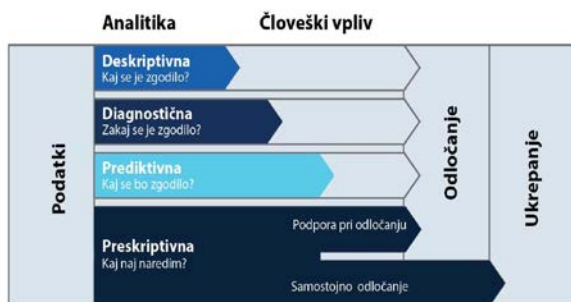 Analitika
Človeški vpliv
Podatki
Deskriptivna
Kaj se je zgodilo?
Diagnostična
Zakaj se je zgodilo?
Prediktivna
Kaj se bo zgodilo?
Preskriptivna
Kaj naj naredim?
Podpora pri odločanju
Samostojno odločanje
Odločanje
Ukrepanje